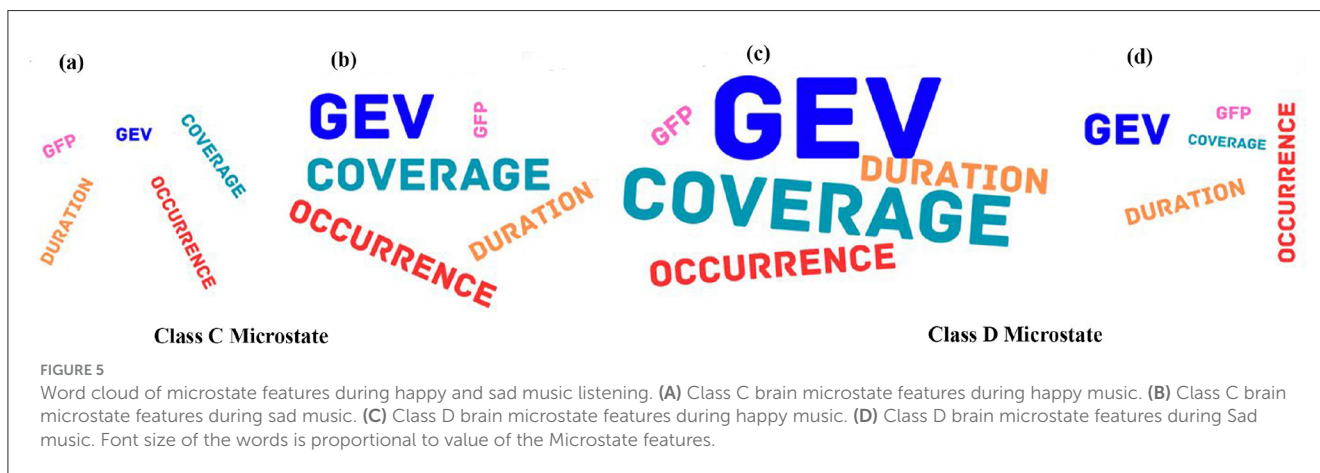 (a)
GFP
GEV
COVERAGE
DURATION
OCCURRENCE
(b)
GEV
GFP
COVERAGE
OCCURRENCE
DURATION
(c)
GFP
GEV
DURATION
COVERAGE
OCCURRENCE
(d)
GEV
GFP
COVERAGE
DURATION
OCCURRENCE
Class C Microstate
Class D Microstate
FIGURE 5
Word cloud of microstate features during happy and sad music listening. (A) Class C brain microstate features during happy music. (B) Class C brain
microstate features during sad music. (C) Class D brain microstate features during happy music. (D) Class D brain microstate features during Sad
music. Font size of the words is proportional to value of the Microstate features.